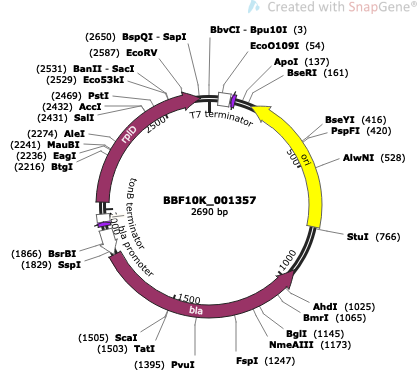 Created with SnapGene®
(2650) BspQI - SapI
BbvCI - Bpu10I (3)
(2587) EcoRV
EcoO109I (54)
(2531) BanII - SacI
ApoI (137)
(2529) Eco53kI
BseRI (161)
(2469) PstI
(2432) AccI
(2431) SalI
T7 terminator
2500
rplD
BseYI (416)
PspFI (420)
(2274) AleI
(2241) MauBI
(2236) EagI
(2216) BtgI
500
ori
AlwNI (528)
BBF10K_001357
2690 bp
tonB terminator
bla promoter
StuI (766)
(1866) BsrBI
(1829) SspI
1000
1500
bla
AhdI (1025)
BmrI (1065)
BglI (1145)
NmeAIII (1173)
(1505) ScaI
(1503) TatI
(1395) PvuI
FspI (1247)